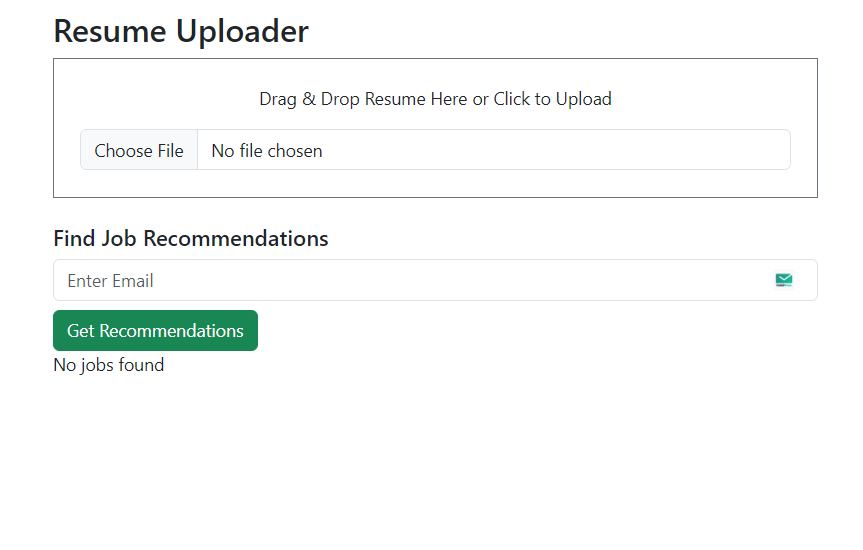 Resume Uploader
Drag & Drop Resume Here or Click to Upload
Choose File No file chosen
Find Job Recommendations
Enter Email
Get Recommendations
No jobs found